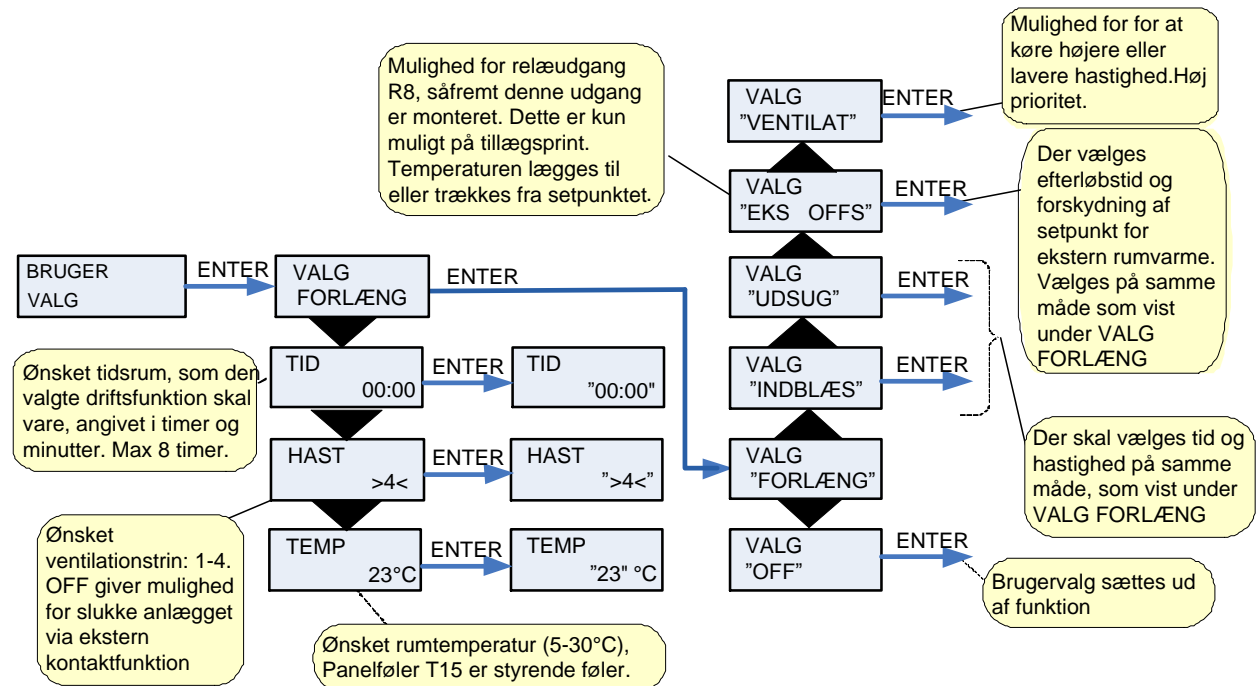 Mulighed for for at
køre højere eller
lavere hastighed.Høj
prioritet.
Mulighed for relæudgang
R8, såfremt denne udgang
er monteret. Dette er kun
muligt på tillægsprint.
Temperaturen lægges til
eller trækkes fra setpunktet.
VALG
"VENTILAT"
ENTER
VALG
"EKS OFFS"
ENTER
Der vælges
efterløbstid og
forskydning af
setpunkt for
ekstern rumvarme.
Vælges på samme
måde som vist
under VALG
FORLÆNG
BRUGER
VALG
ENTER
VALG
FORLÆNG
ENTER
VALG
"UDSUG"
ENTER
Ønsket tidsrum, som den
valgte driftsfunktion skal
vare, angivet i timer og
minutter. Max 8 timer.
TID
00:00
ENTER
TID
"00:00"
VALG
"INDBLÆS"
ENTER
HAST
>4<
ENTER
HAST
">4<"
VALG
"FORLÆNG"
Der skal vælges tid og
hastighed på samme
måde, som vist under
VALG FORLÆNG
Ønsket
ventilationstrin: 1-4.
OFF giver mulighed
for slukke anlægget
via ekstern
kontaktfunktion
TEMP
23°C
ENTER
TEMP
"23" °C
VALG
"OFF"
ENTER
Brugervalg sættes ud
af funktion
Ønsket rumtemperatur (5-30°C),
Panelføler T15 er styrende føler.